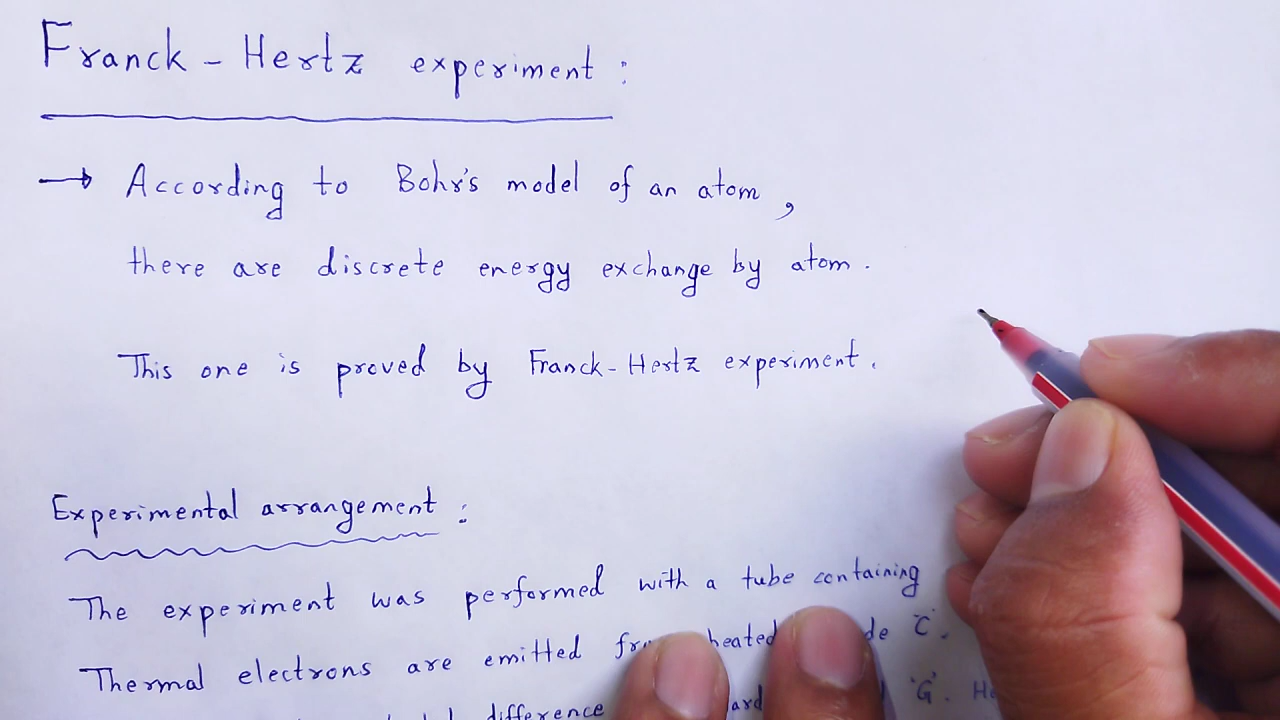 Franck - Hertz experiment :
→ According to Bohr's model of an atom ,
there are discrete energy exchange by atom .
This one is proved by Franck - Hertz experiment .
Experimental arrangement :
The experiment was performed with a tube containing
Thermal electrons are emitted heated 'C'.
difference 'G'.